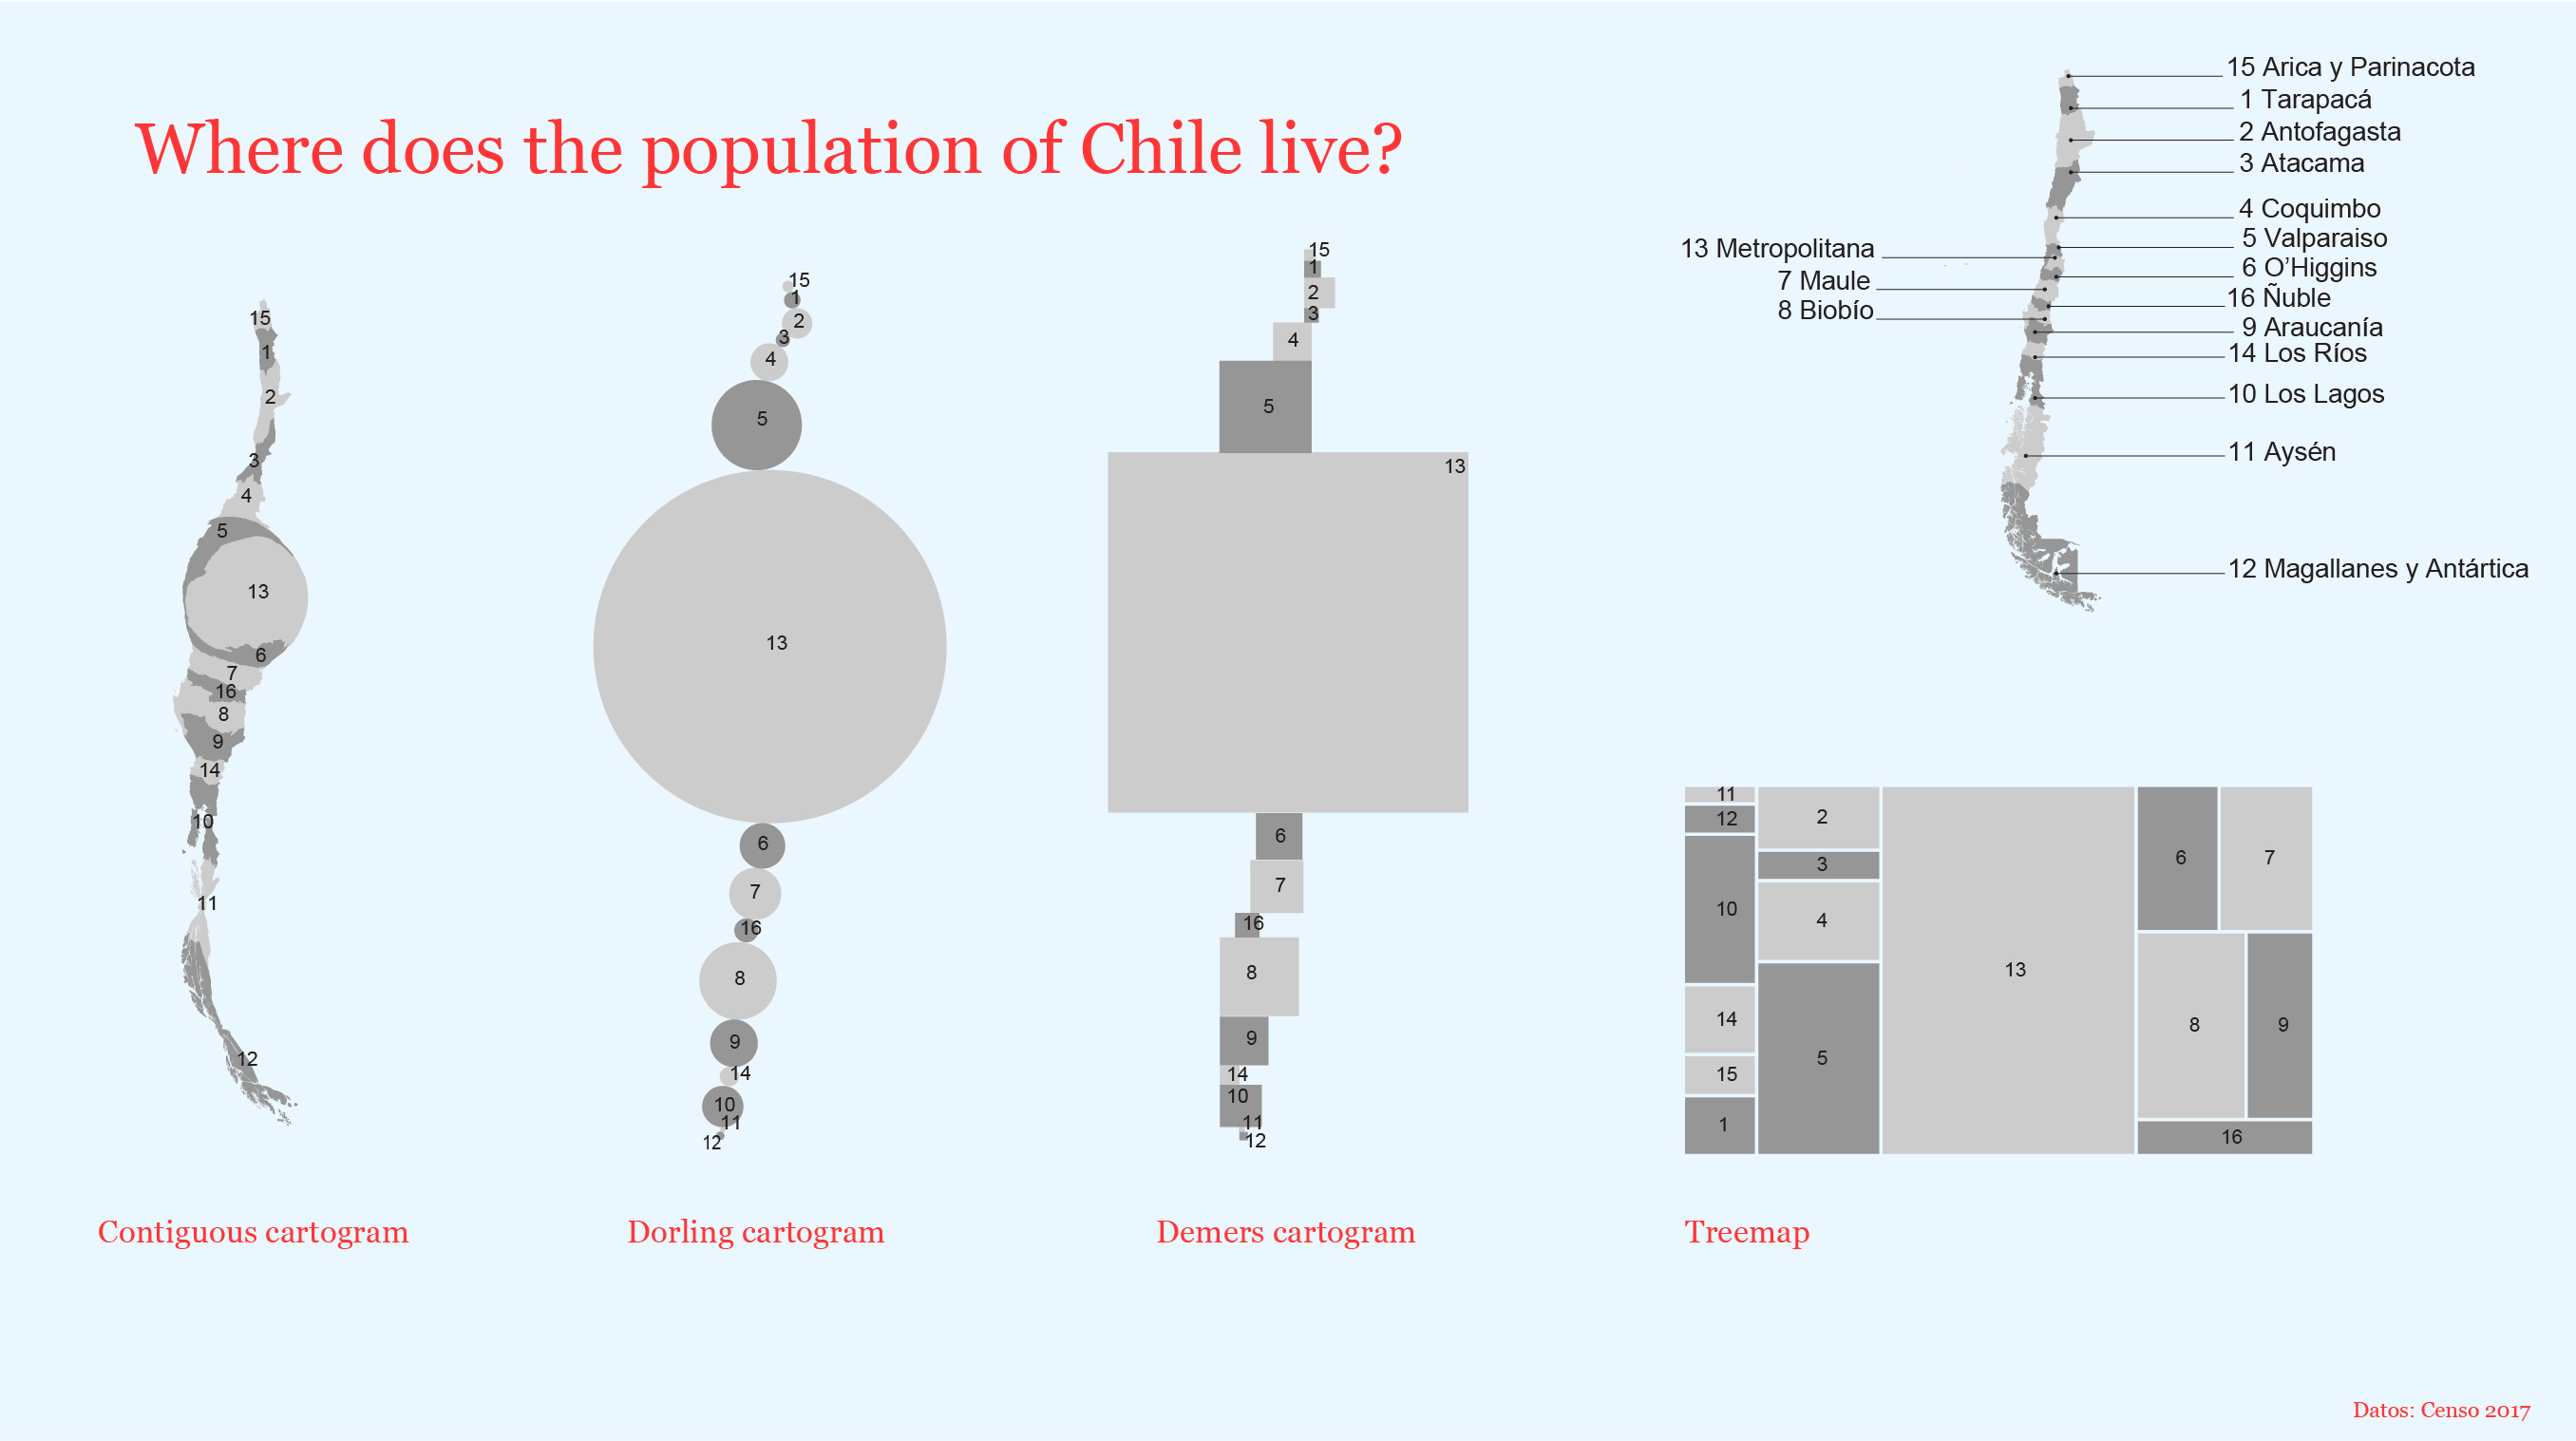 Where does the population of Chile live?
15 Arica y Parinacota
1 Tarapacá
2 Antofagasta
3 Atacama
4 Coquimbo
5 Valparaiso
13 Metropolitana
6 O’Higgins
7 Maule
16 Ñuble
8 Biobío
9 Araucanía
14 Los Ríos
10 Los Lagos
11 Aysén
12 Magallanes y Antártica
15
1
2
3
4
5
13
6
7
16
8
9
14
10
11
12
Contiguous cartogram
15
1
2
3
4
5
13
6
7
16
8
9
14
10
11
12
Dorling cartogram
15
1
2
3
4
5
13
6
7
16
8
9
14
10
11
12
Demers cartogram
11
12
10
14
15
1
2
3
4
5
13
6
7
8
9
16
Treemap
Datos: Censo 2017